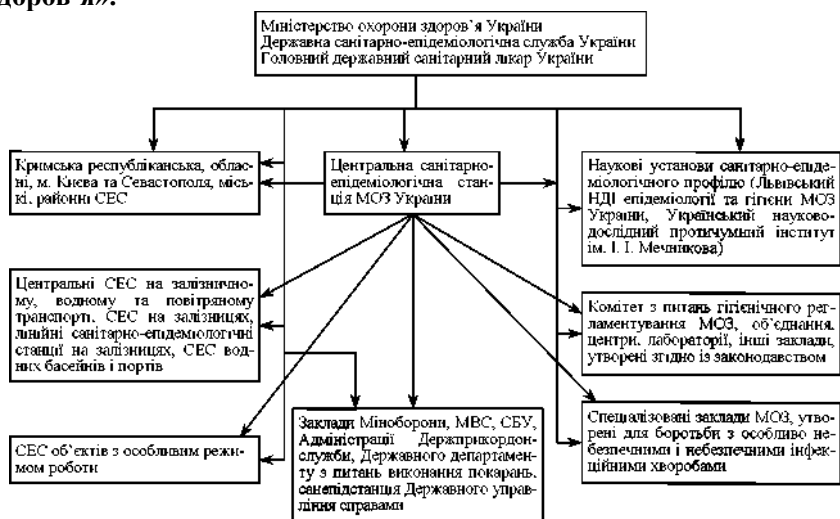 доров'я».
Міністерство охорони здоров'я України
Державна санітарно-епідеміологічна служба України
Головний державний санітарний лікар України
Кримська республіканська, облас-
ні, м. Києва та Севастополя, місь-
кі, районні СЕС
Центральна санітарно-
епідеміологічна стан-
ція МОЗ України
Наукові установи санітарно-епіде-
міологічного профілю (Львівський
НДІ епідеміології та гігієни МОЗ
України, Український науково-
дослідний протичумний інститут
ім. І. І. Мечникова)
Центральні СЕС на залізнично-
му, водному та повітряному
транспорті, СЕС на залізницях,
лінійні санітарно-епідеміологічні
станції на залізницях, СЕС вод-
них басейнів і портів
Комітет з питань гігієнічного рег-
ламентування МОЗ, об'єднання,
центри, лабораторії, інші заклади,
утворені згідно із законодавством
СЕС об'єктів з особливим режи-
мом роботи
Заклади Міноборони, МВС, СБУ,
Адміністрації Держприкордон-
служби, Державного департамен-
ту з питань виконання покарань,
санепідстанція Державного управ-
ління справами
Спеціалізовані заклади МОЗ, утво-
рені для боротьби з особливо не-
безпечними і небезпечними інфек-
ційними хворобами